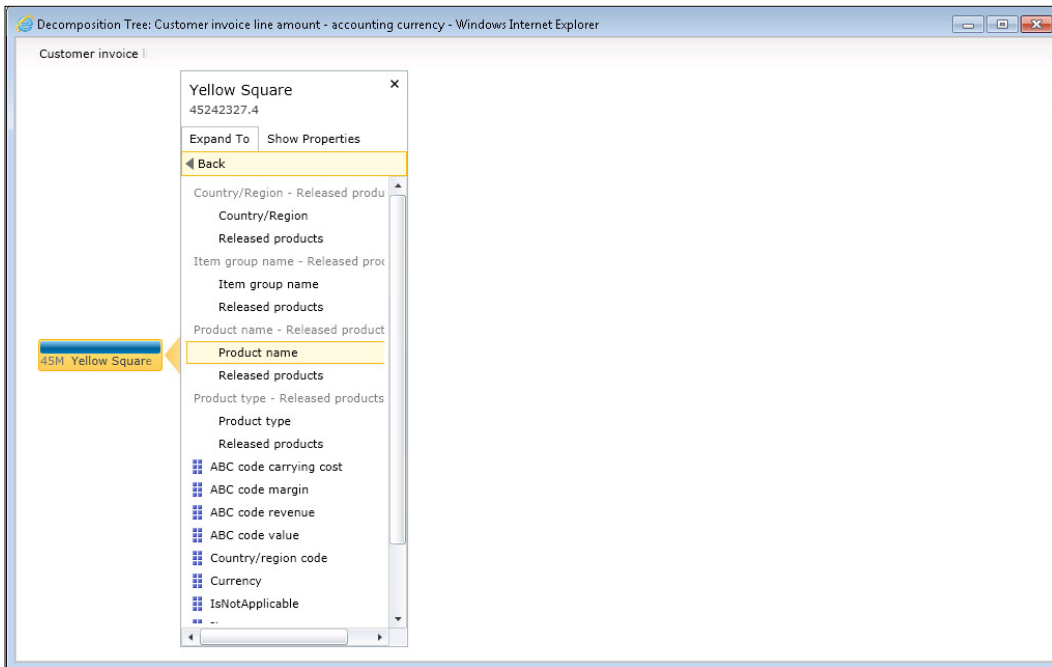 Decomposition Tree: Customer invoice line amount - accounting currency - Windows Internet Explorer
Customer invoice
Yellow Square
45242327.4
Expand To Show Properties
Back
Country/Region - Released produ
Country/Region
Released products
Item group name - Released pro
Item group name
Released products
Product name - Released product
45M Yellow Square
Product name
Released products
Product type - Released products
Product type
Released products
ABC code carrying cost
ABC code margin
ABC code revenue
ABC code value
Country/region code
Currency
IsNotApplicable